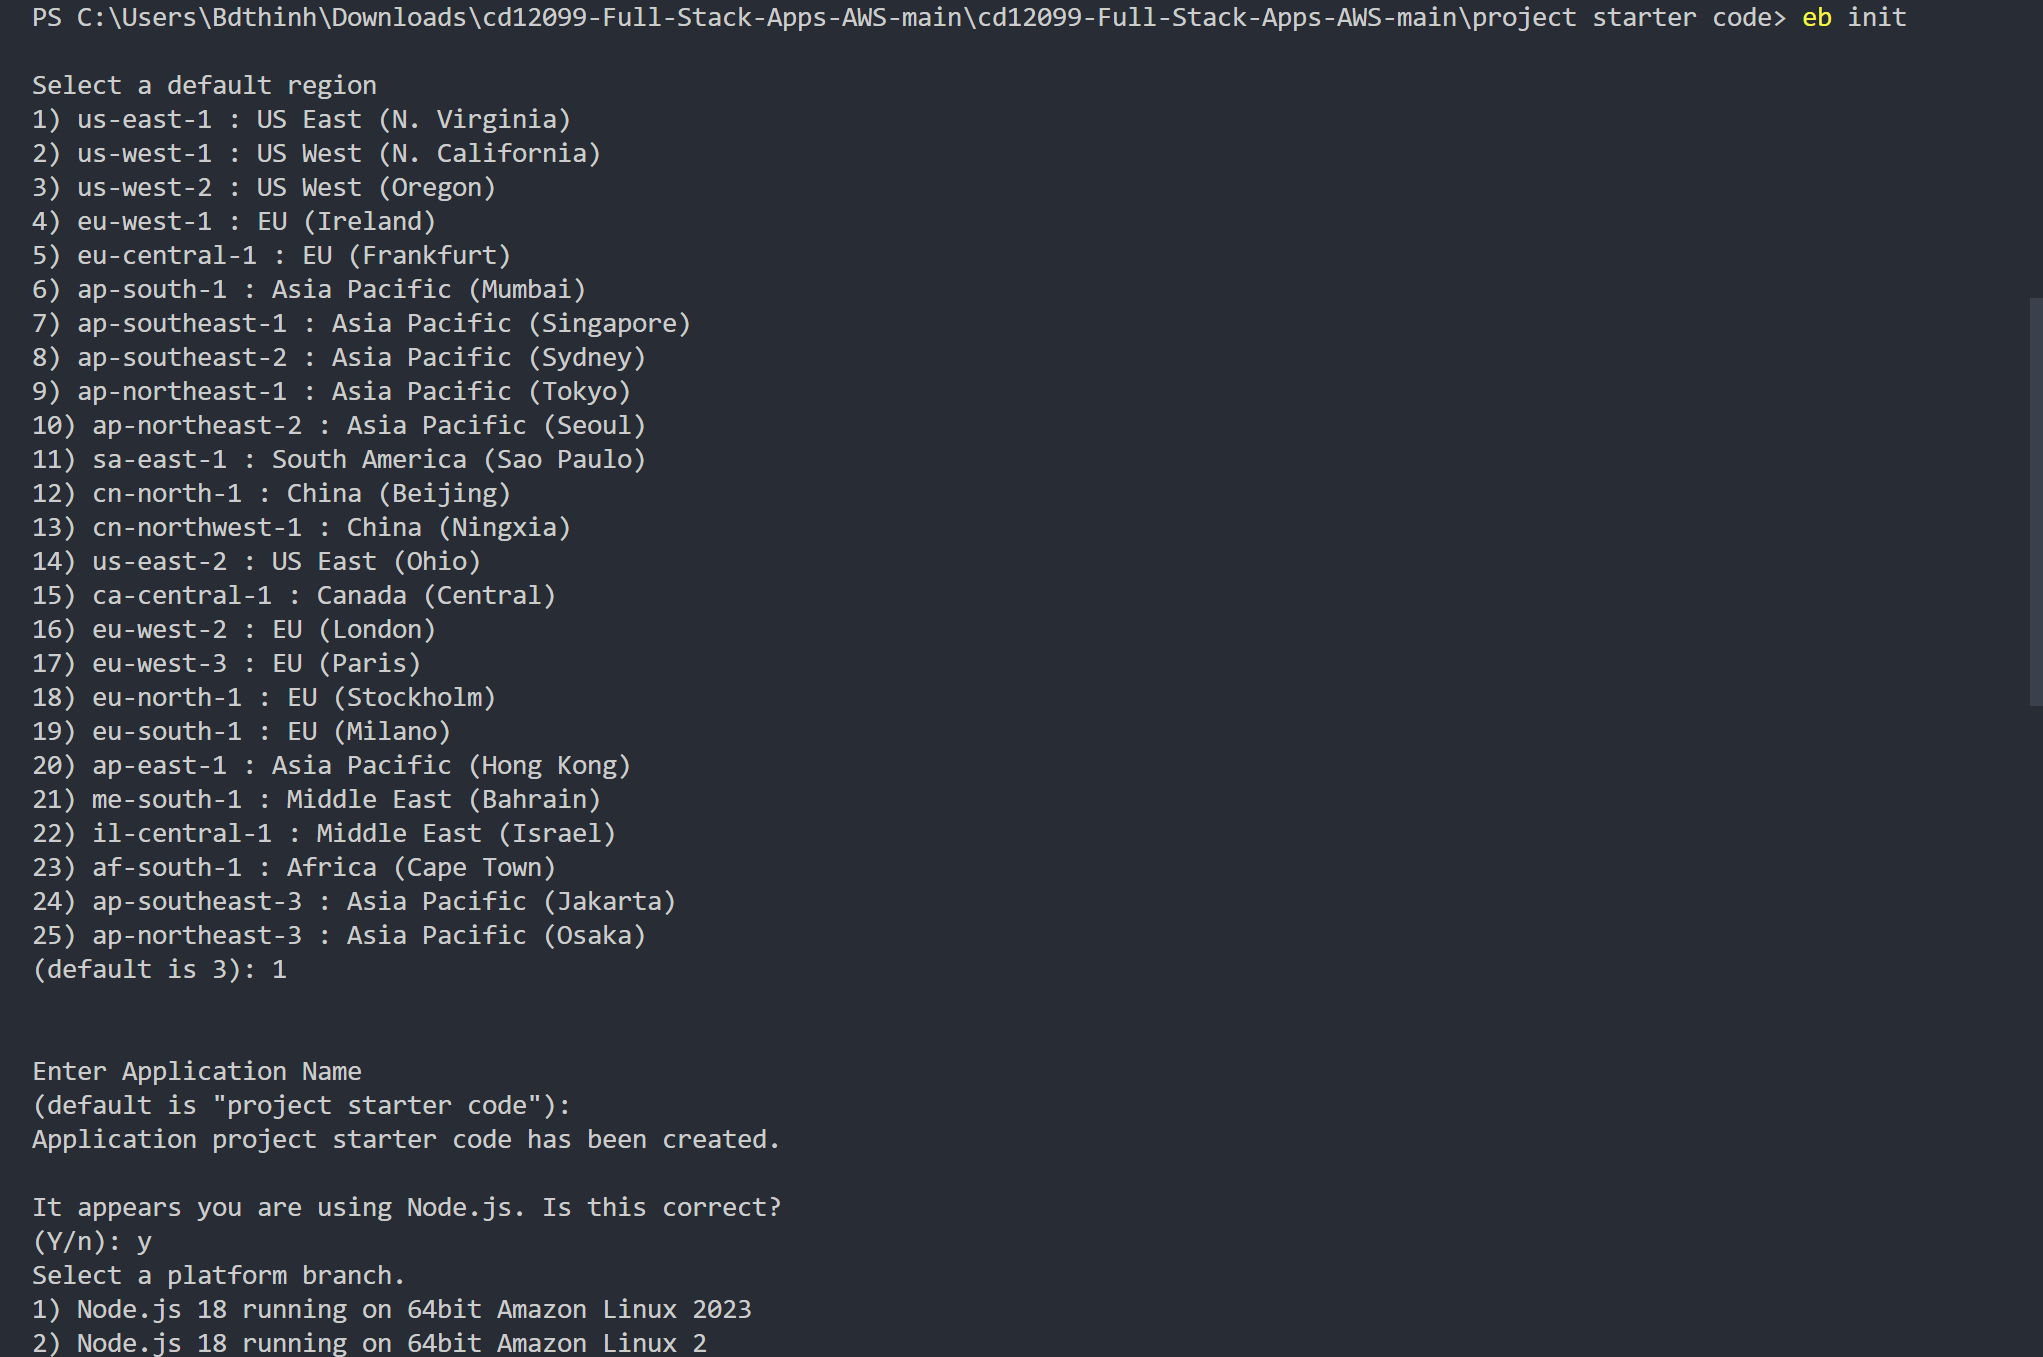 PS C:\Users\Bdthinh\Downloads\cd12099-Full-Stack-Apps-AWS-main\cd12099-Full-Stack-Apps-AWS-main\project starter code> eb init
Select a default region
1) us-east-1 : US East (N. Virginia)
2) us-west-1 : US West (N. California)
3) us-west-2 : US West (Oregon)
4) eu-west-1 : EU (Ireland)
5) eu-central-1 : EU (Frankfurt)
6) ap-south-1 : Asia Pacific (Mumbai)
7) ap-southeast-1 : Asia Pacific (Singapore)
8) ap-southeast-2 : Asia Pacific (Sydney)
9) ap-northeast-1 : Asia Pacific (Tokyo)
10) ap-northeast-2 : Asia Pacific (Seoul)
11) sa-east-1 : South America (Sao Paulo)
12) cn-north-1 : China (Beijing)
13) cn-northwest-1 : China (Ningxia)
14) us-east-2 : US East (Ohio)
15) ca-central-1 : Canada (Central)
16) eu-west-2 : EU (London)
17) eu-west-3 : EU (Paris)
18) eu-north-1 : EU (Stockholm)
19) eu-south-1 : EU (Milano)
20) ap-east-1 : Asia Pacific (Hong Kong)
21) me-south-1 : Middle East (Bahrain)
22) il-central-1 : Middle East (Israel)
23) af-south-1 : Africa (Cape Town)
24) ap-southeast-3 : Asia Pacific (Jakarta)
25) ap-northeast-3 : Asia Pacific (Osaka)
(default is 3): 1
Enter Application Name
(default is "project starter code"):
Application project starter code has been created.
It appears you are using Node.js. Is this correct?
(Y/n): y
Select a platform branch.
1) Node.js 18 running on 64bit Amazon Linux 2023
2) Node.js 18 running on 64bit Amazon Linux 2